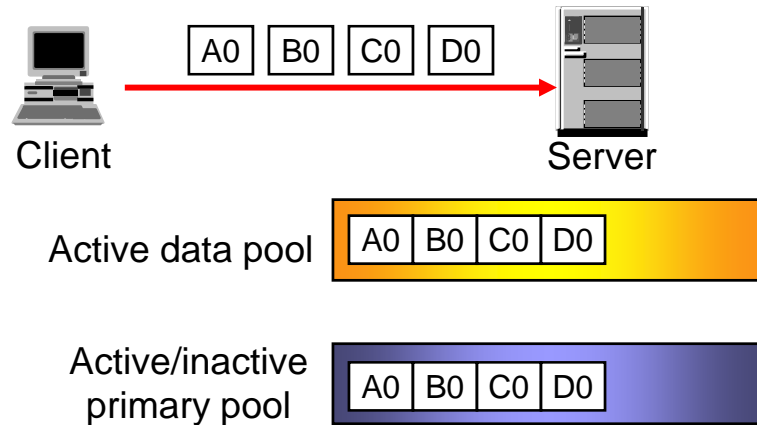 A0 B0 C0 D0
Client
Server
Active data pool
A0 B0 C0 D0
Active/inactive
primary pool
A0 B0 C0 D0